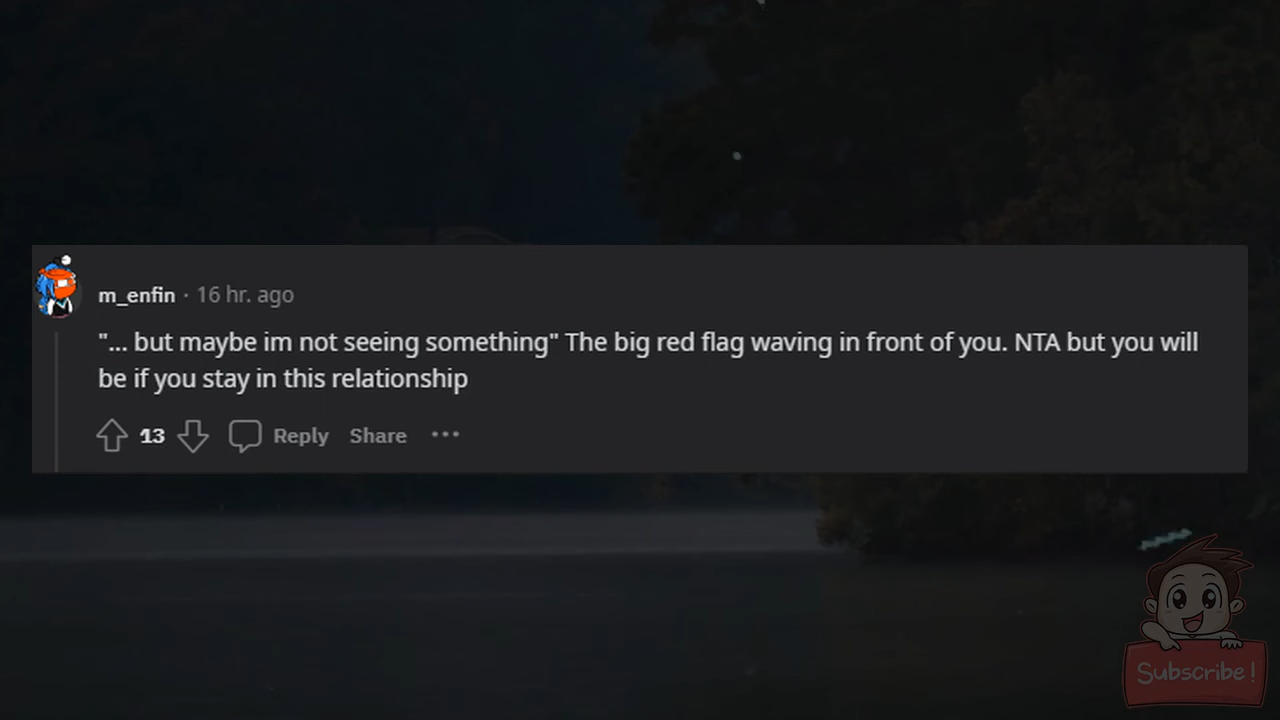 m_enfin · 16 hr. ago
"... but maybe im not seeing something" The big red flag waving in front of you. NTA but you will
be if you stay in this relationship
13 Reply Share ...
Subscribe!